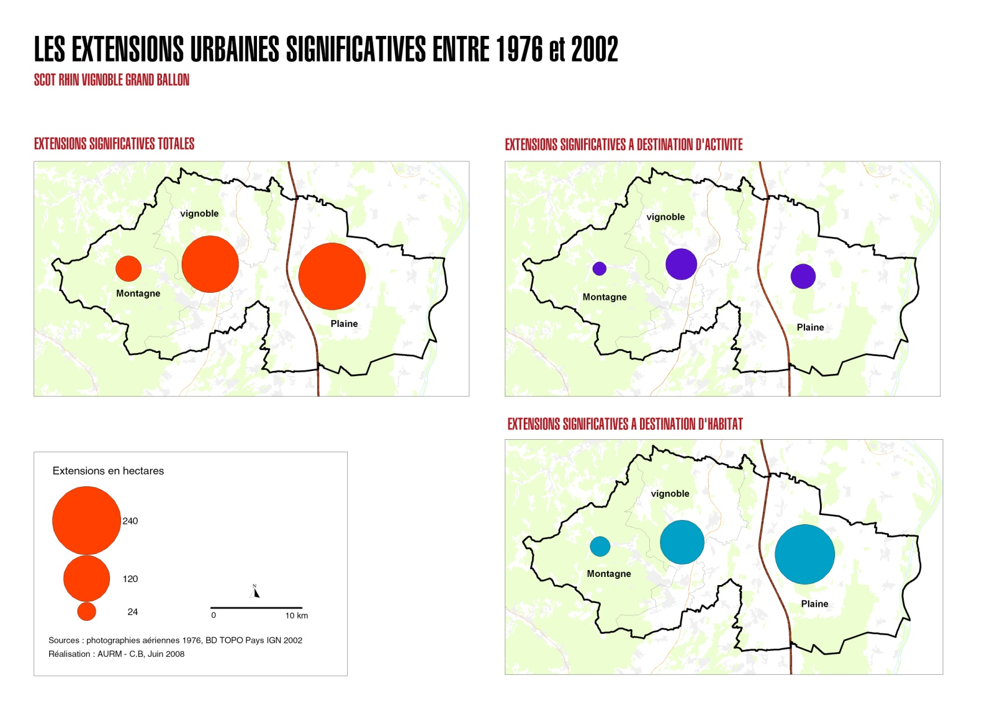 LES EXTENSIONS URBAINES SIGNIFICATIVES ENTRE 1976 et 2002
SCOT RHIN VIGNOBLE GRAND BALLON
EXTENSIONS SIGNIFICATIVES TOTALES
vignoble
Montagne
Plaine
EXTENSIONS SIGNIFICATIVES A DESTINATION D'ACTIVITE
vignoble
Montagne
Plaine
EXTENSIONS SIGNIFICATIVES A DESTINATION D'HABITAT
vignoble
Montagne
Plaine
Extensions en hectares
240
120
24
N
0 10 km
Sources : photographies aériennes 1976, BD TOPO Pays IGN 2002
Réalisation : AURM - C.B, Juin 2008